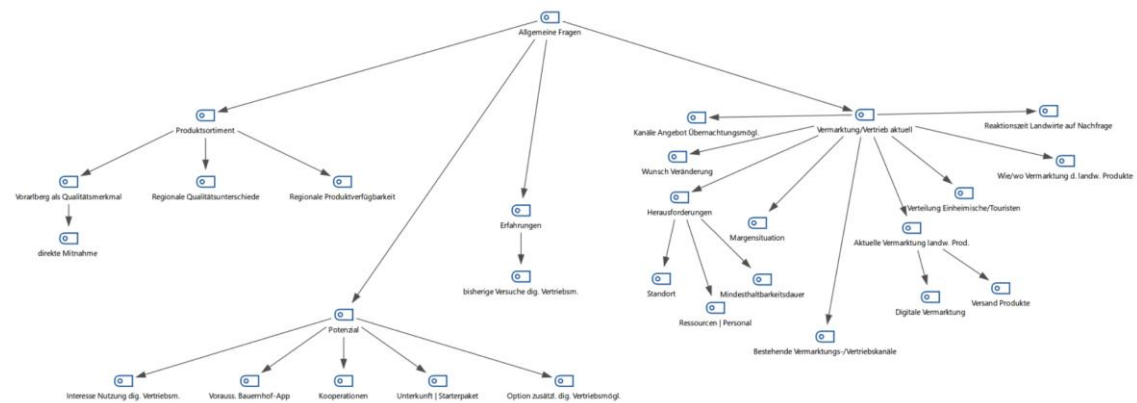 Allgemeine Fragen
Produktsortiment
Kanäle Angebot Übernachtungsmögl.
Vermarktung/Vertrieb aktuell
Reaktionszeit Landwirte auf Nachfrage
Wunsch Veränderung
Wie/wo Vermarktung d. landw. Produkte
Vorarlberg als Qualitätsmerkmal
Regionale Qualitätsunterschiede
Regionale Produktverfügbarkeit
Herausforderungen
Verteilung Einheimische/Touristen
Erfahrungen
Margensituation
Aktuelle Vermarktung landw. Prod.
direkte Mitnahme
bisherige Versuche dig. Vertriebsm.
Standort
Mindesthaltbarkeitsdauer
Versand Produkte
Digitale Vermarktung
Ressourcen | Personal
Potenzial
Bestehende Vermarktungs-/Vertriebskanäle
Interesse Nutzung dig. Vertriebsm.
Vorauss. Bauernhof-App
Kooperationen
Unterkunft | Starterpaket
Option zusätzl. dig. Vertriebsmögl.